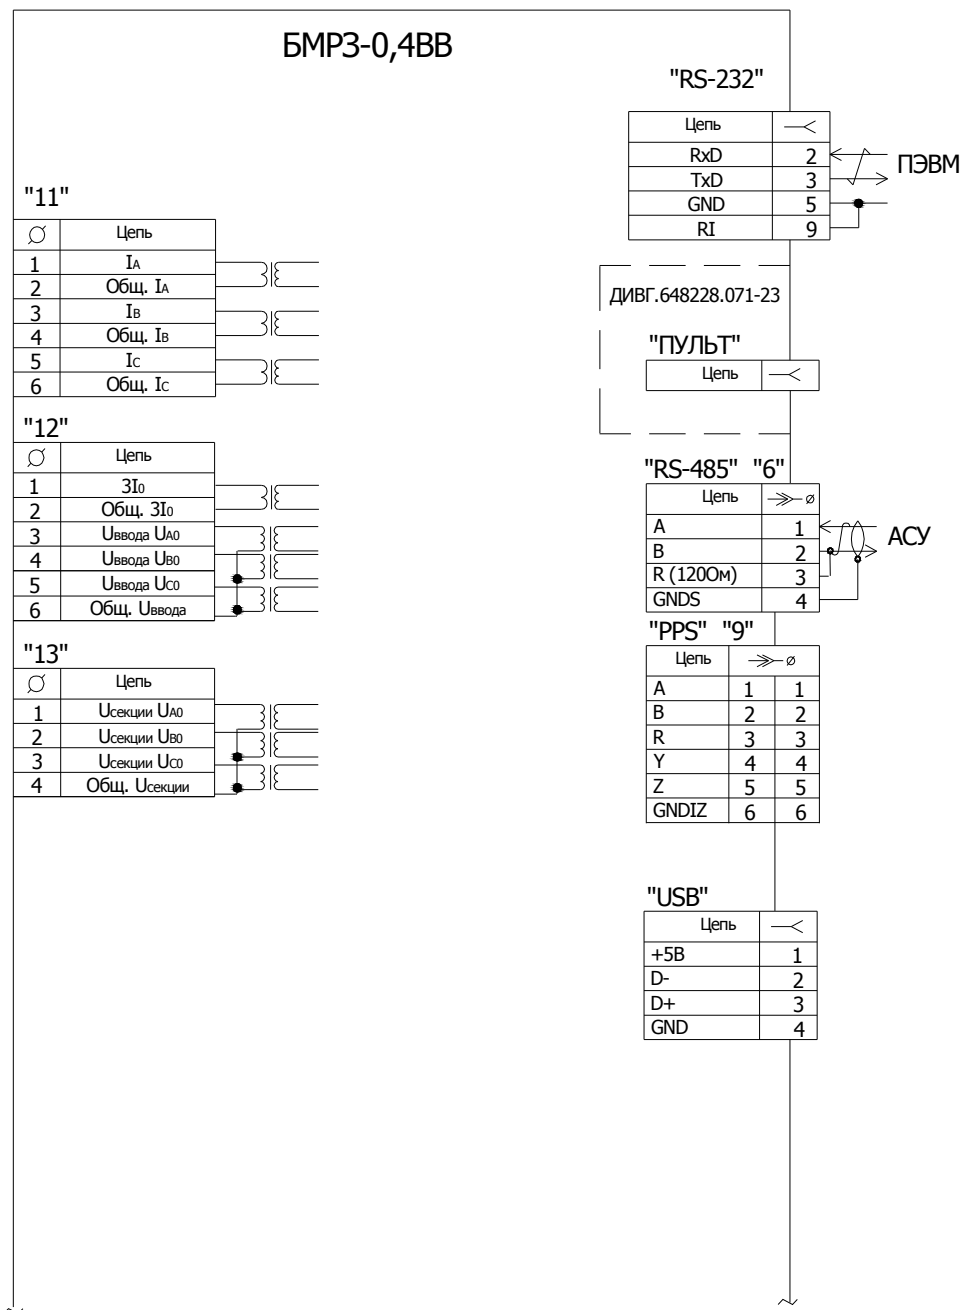 БМРЗ-0,4ВВ
"RS-232"
Цепь
RxD 2
TxD 3
GND 5
RI 9
ПЭВМ
"11"
Цепь
1 IA
2 Общ. IA
3 IB
4 Общ. IB
5 IC
6 Общ. IC
ДИВГ.648228.071-23
"ПУЛЬТ"
Цепь
"12"
Цепь
1 3I0
2 Общ. 3I0
3 Uввода UA0
4 Uввода UB0
5 Uввода UC0
6 Общ. Uввода
"RS-485" "6"
Цепь
A 1
B 2
R (120Ом) 3
GNDS 4
АСУ
"13"
Цепь
1 Uсекции UA0
2 Uсекции UB0
3 Uсекции UC0
4 Общ. Uсекции
"PPS" "9"
Цепь
A 1 1
B 2 2
R 3 3
Y 4 4
Z 5 5
GNDIZ 6 6
"USB"
Цепь
+5В 1
D- 2
D+ 3
GND 4